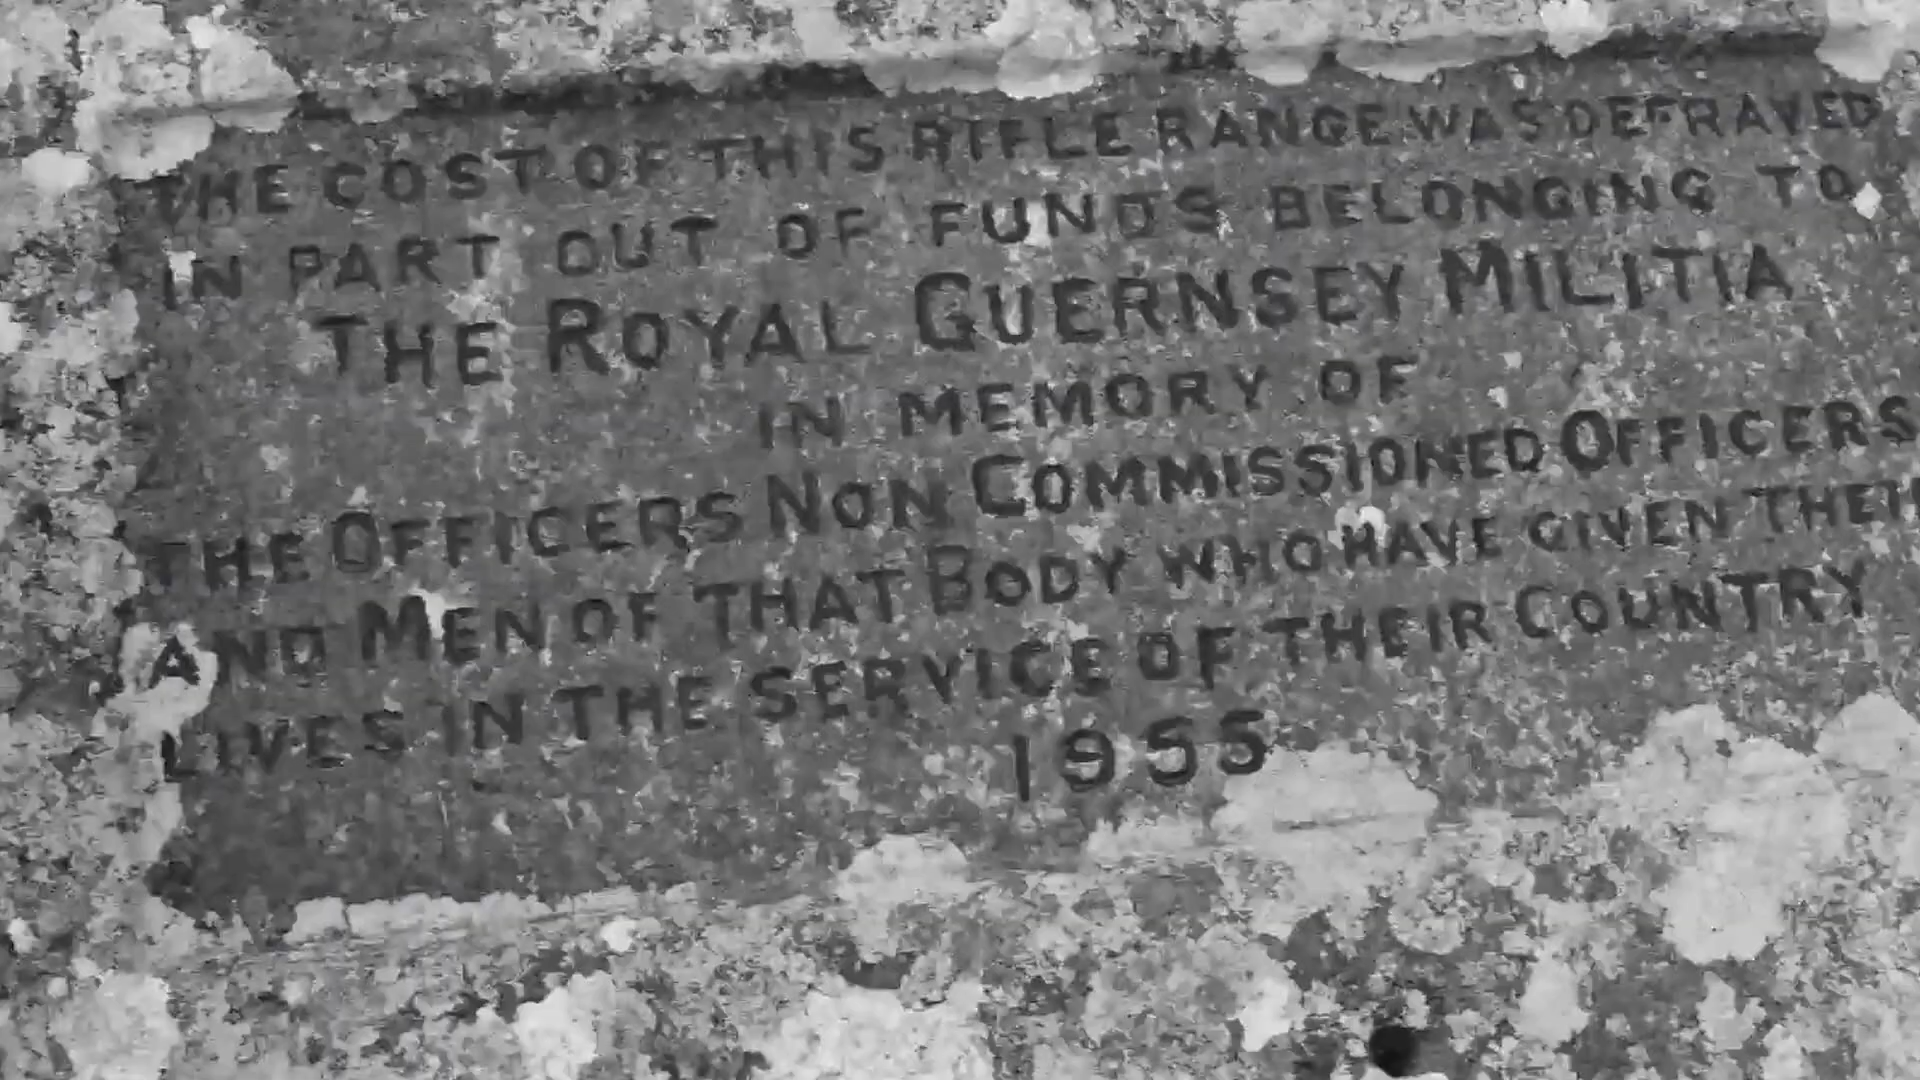 THE COST OF THIS RIFLE RANGE WAS DEFRAYED
IN PART OUT OF FUNDS BELONGING TO
THE ROYAL GUERNSEY MILITIA
IN MEMORY OF
THE OFFICERS NON COMMISSIONED OFFICERS
AND MEN OF THAT BODY WHO HAVE GIVEN THEIR
LIVES IN THE SERVICE OF THEIR COUNTRY
1955